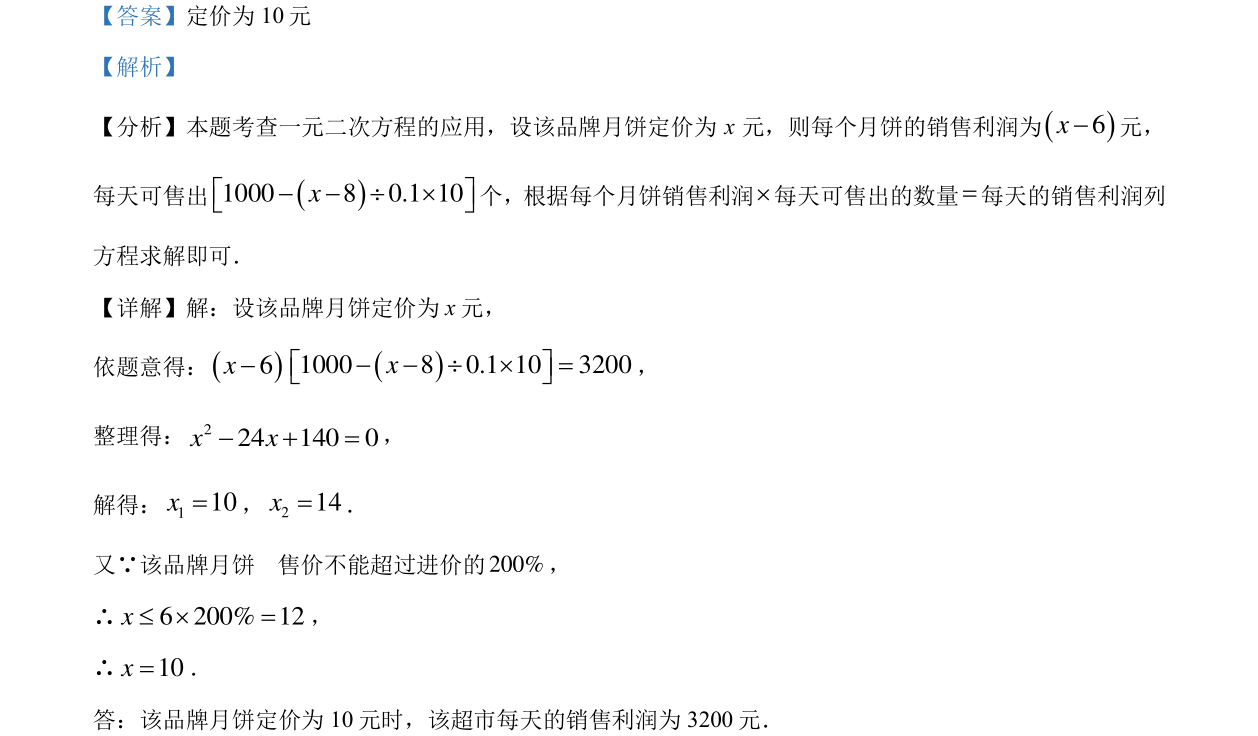 【答案】定价为 10 元
【解析】
【分析】本题考查一元二次方程的应用，设该品牌月饼定价为 x 元，则每个月饼的销售利润为(x−6)元，
每天可售出[1000−(x−8)÷0.1×10]个，根据每个月饼销售利润×每天可售出的数量=每天的销售利润列
方程求解即可．
【详解】解：设该品牌月饼定价为 x 元，
依题意得：(x−6)[1000−(x−8)÷0.1×10]=3200，
整理得：x²−24x+140=0，
解得：x₁=10，x₂=14．
又∵该品牌月饼　售价不能超过进价的200%，
∴x≤6×200%=12，
∴x=10．
答：该品牌月饼定价为 10 元时，该超市每天的销售利润为 3200 元．